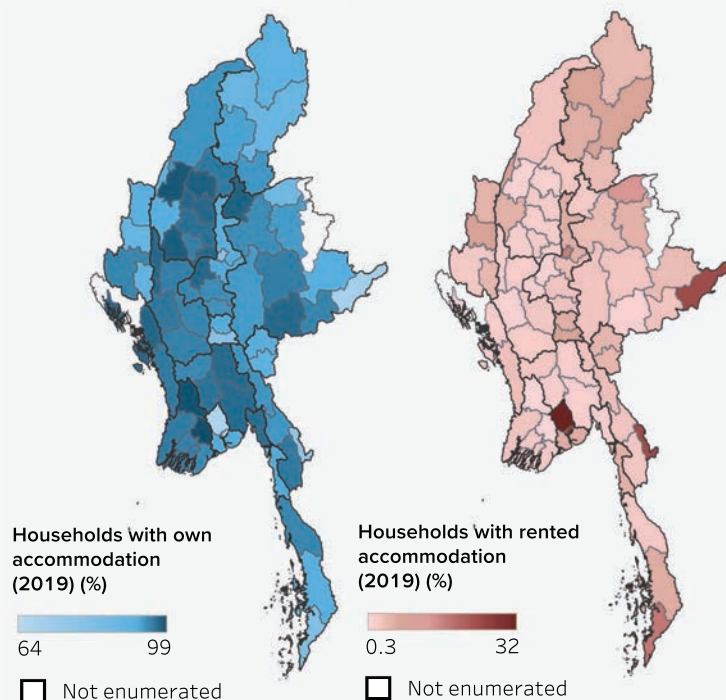 Households with own
accommodation
(2019) (%)
64 99
Not enumerated
Households with rented
accommodation
(2019) (%)
0.3 32
Not enumerated